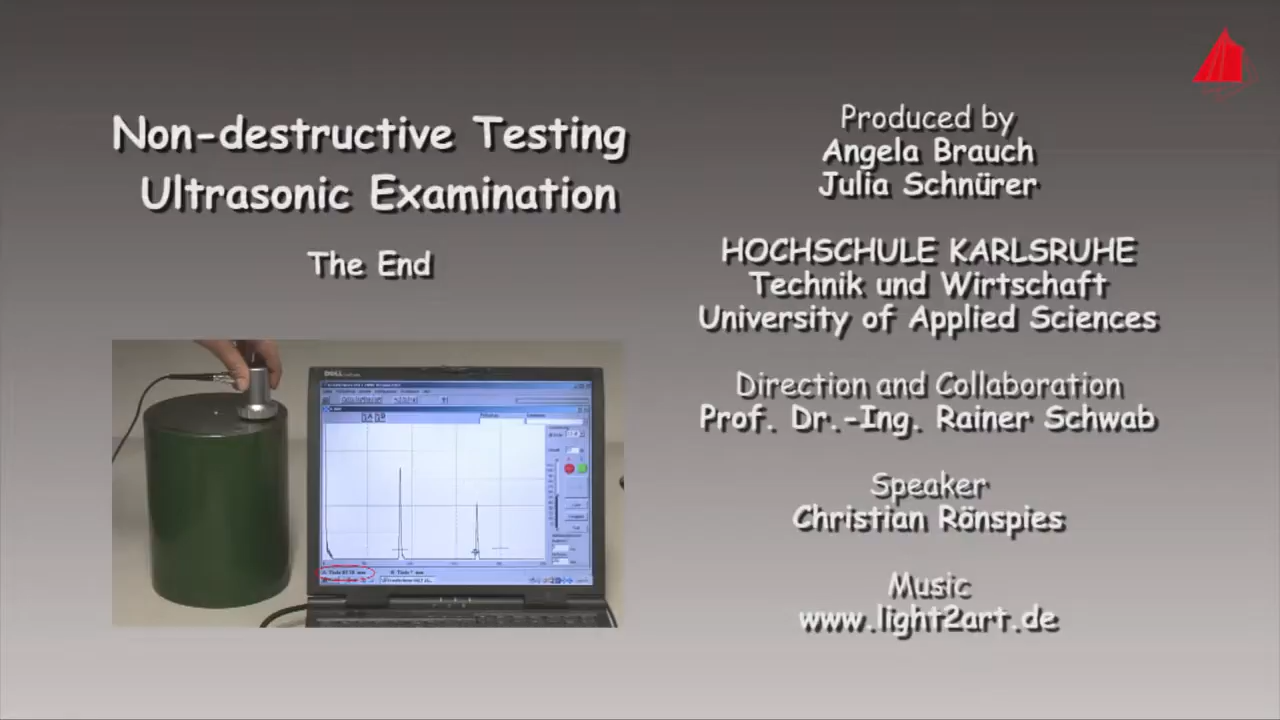 Non-destructive Testing
Ultrasonic Examination
The End
DELL
Produced by
Angela Brauch
Julia Schnürer
HOCHSCHULE KARLSRUHE
Technik und Wirtschaft
University of Applied Sciences
Direction and Collaboration
Prof. Dr.-Ing. Rainer Schwab
Speaker
Christian Rönspies
Music
www.light2art.de